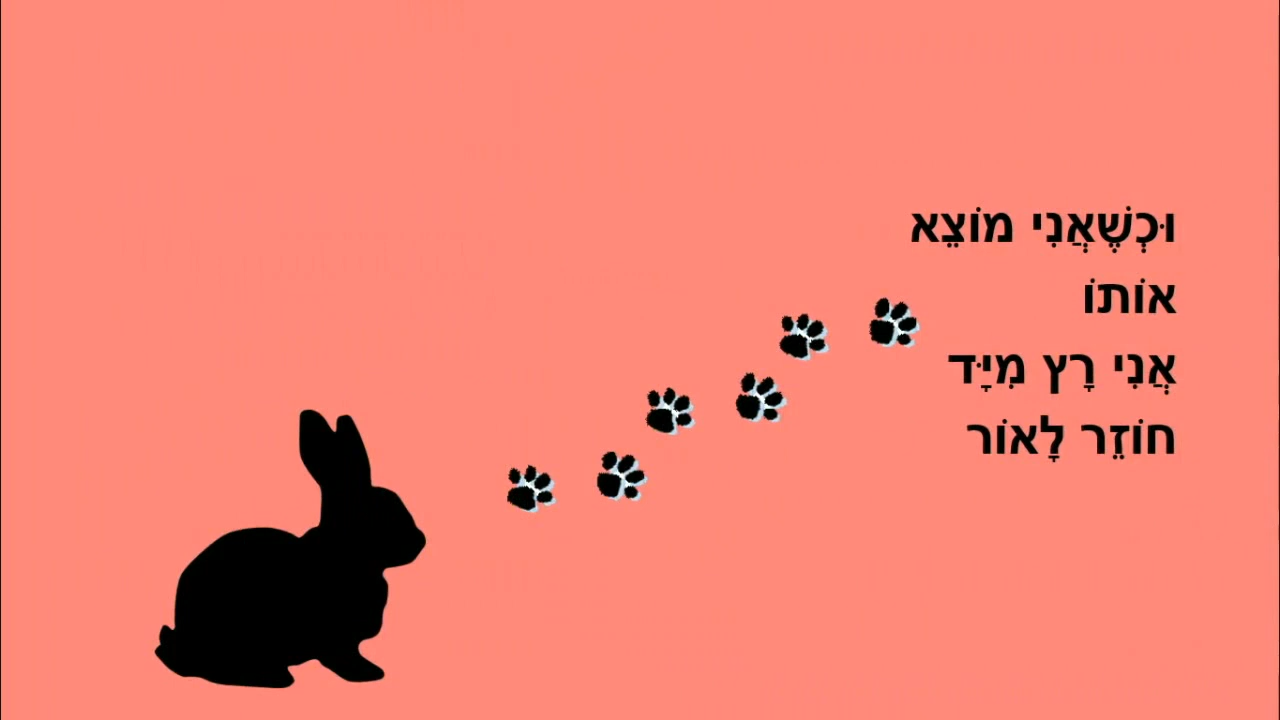 וּכְשֶׁאֲנִי מוֹצֵא
אוֹתוֹ
אֲנִי רָץ מִיָּד
חוֹזֵר לָאוֹר